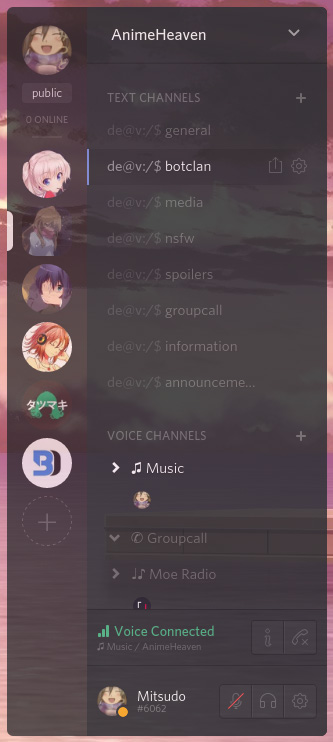 AnimeHeaven
public
0 ONLINE
TEXT CHANNELS
de@v:/$ general
de@v:/$ botclan
de@v:/$ media
de@v:/$ nsfw
de@v:/$ spoilers
de@v:/$ groupcall
de@v:/$ information
de@v:/$ announceme...
タツマキ
VOICE CHANNELS
Music
Groupcall
Moe Radio
Voice Connected
Music / AnimeHeaven
Mitsudo
#6062